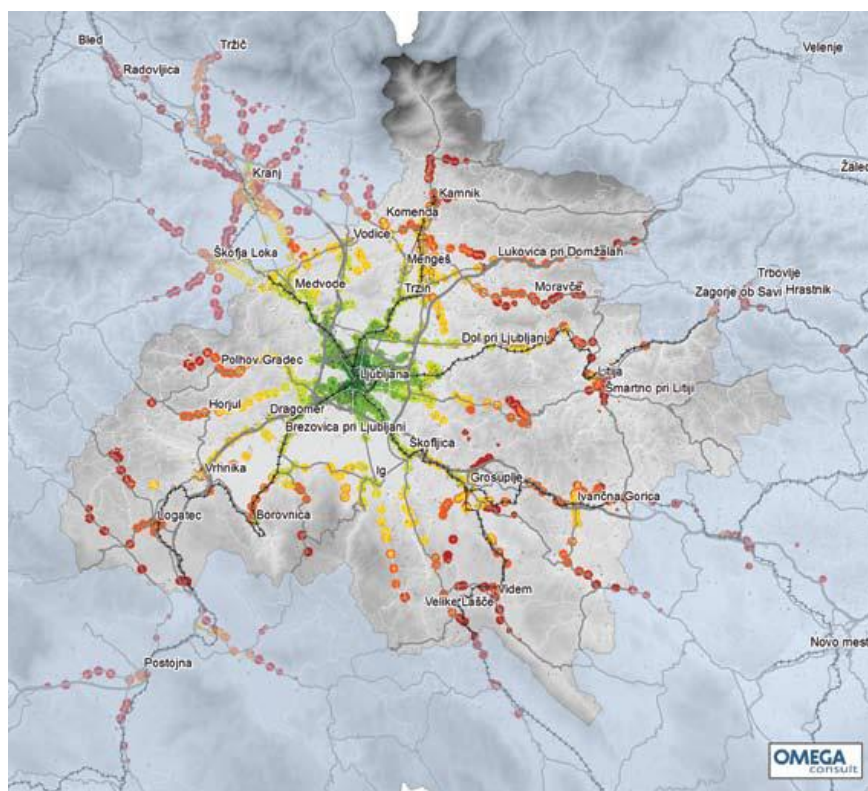 Bled
Tržič
Radovljica
Velenje
Kranj
Žalec
Kamnik
Komenda
Vodice
Škofja Loka
Mengeš
Lukovica pri Domžalah
Medvode
Trzin
Moravče
Trbovlje
Zagorje ob Savi
Hrastnik
Dol pri Ljubljani
Polhov Gradec
Ljubljana
Litija
Šmartno pri Litiji
Horjul
Dragomer
Brezovica pri Ljubljani
Škofljica
Vrhnika
Ig
Grosuplje
Ivančna Gorica
Logatec
Borovnica
Videm
Velike Lašče
Novo mest
Postojna
OMEGA
consult